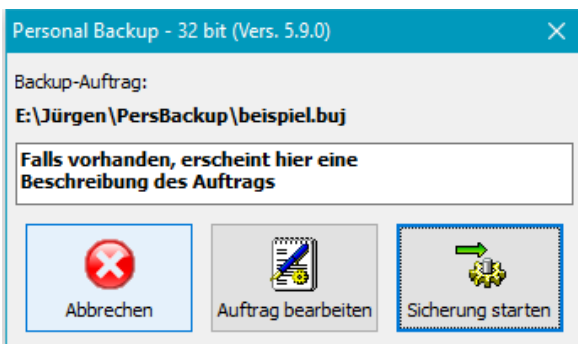 Personal Backup - 32 bit (Vers. 5.9.0)
Backup-Auftrag:
E:\Jürgen\PersBackup\beispiel.buj
Falls vorhanden, erscheint hier eine
Beschreibung des Auftrags
Abbrechen
Auftrag bearbeiten
Sicherung starten